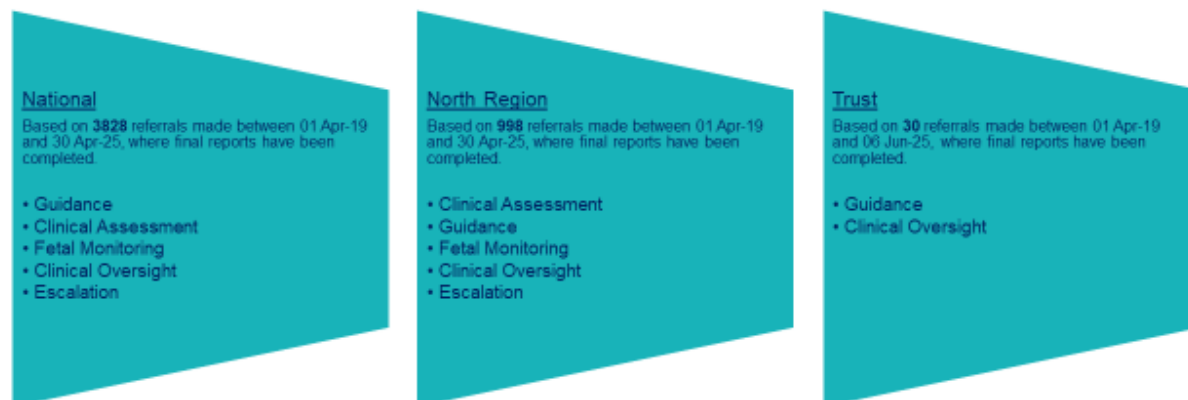 National
Based on 3828 referrals made between 01 Apr-19
and 30 Apr-25, where final reports have been
completed.
• Guidance
• Clinical Assessment
• Fetal Monitoring
• Clinical Oversight
• Escalation
North Region
Based on 998 referrals made between 01 Apr-19
and 30 Apr-25, where final reports have been
completed.
• Clinical Assessment
• Guidance
• Fetal Monitoring
• Clinical Oversight
• Escalation
Trust
Based on 30 referrals made between 01 Apr-19
and 06 Jun-25, where final reports have been
completed.
• Guidance
• Clinical Oversight